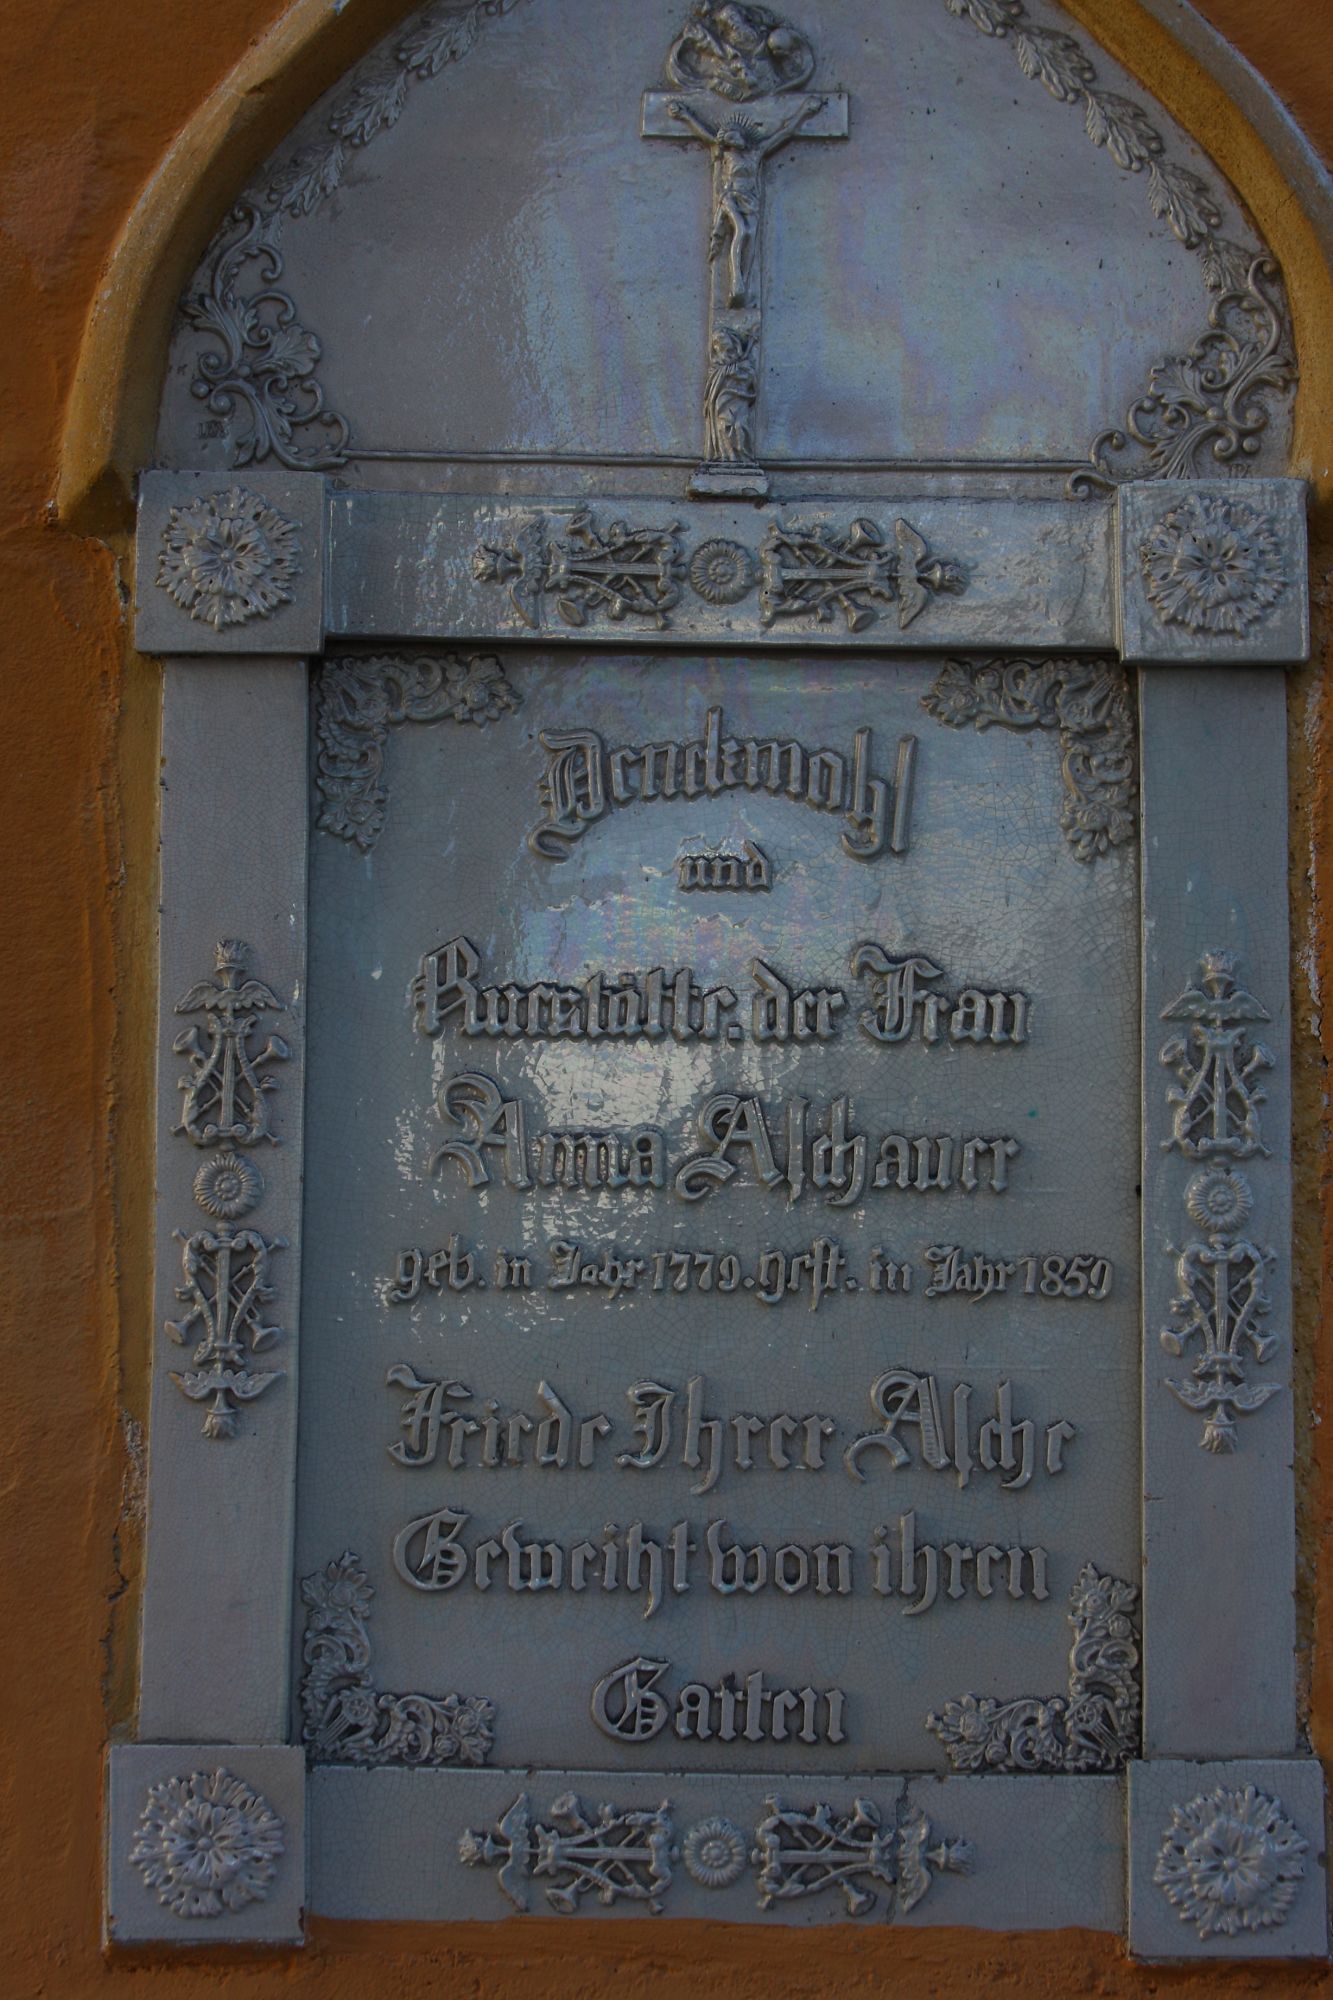 Denckmohl
und
Ruestätte. der Frau
Anna Aschauer
geb. in Jahr 1779. gest. in Jahr 1859
Friede Ihrer Asche
Geweiht von ihren
Gatten